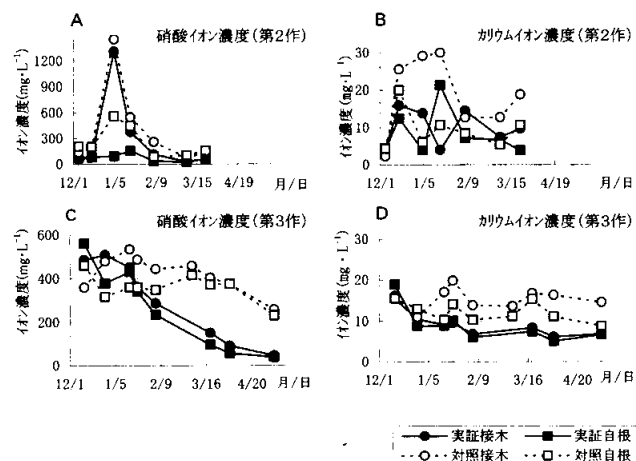 A 硝酸イオン濃度(第2作)
イオン濃度(mg・L⁻¹)
1200
900
600
300
0
12/1 1/5 2/9 3/15 4/19 月/日
B カリウムイオン濃度(第2作)
イオン濃度(mg・L⁻¹)
30
20
10
0
12/1 1/5 2/9 3/15 4/19 月/日
C 硝酸イオン濃度(第3作)
イオン濃度(mg・L⁻¹)
600
400
200
0
12/1 1/5 2/9 3/16 4/20 月/日
D カリウムイオン濃度(第3作)
イオン濃度(mg・L⁻¹)
30
20
10
0
12/1 1/5 2/9 3/16 4/20 月/日
実証接木 実証自根
対照接木 対照自根